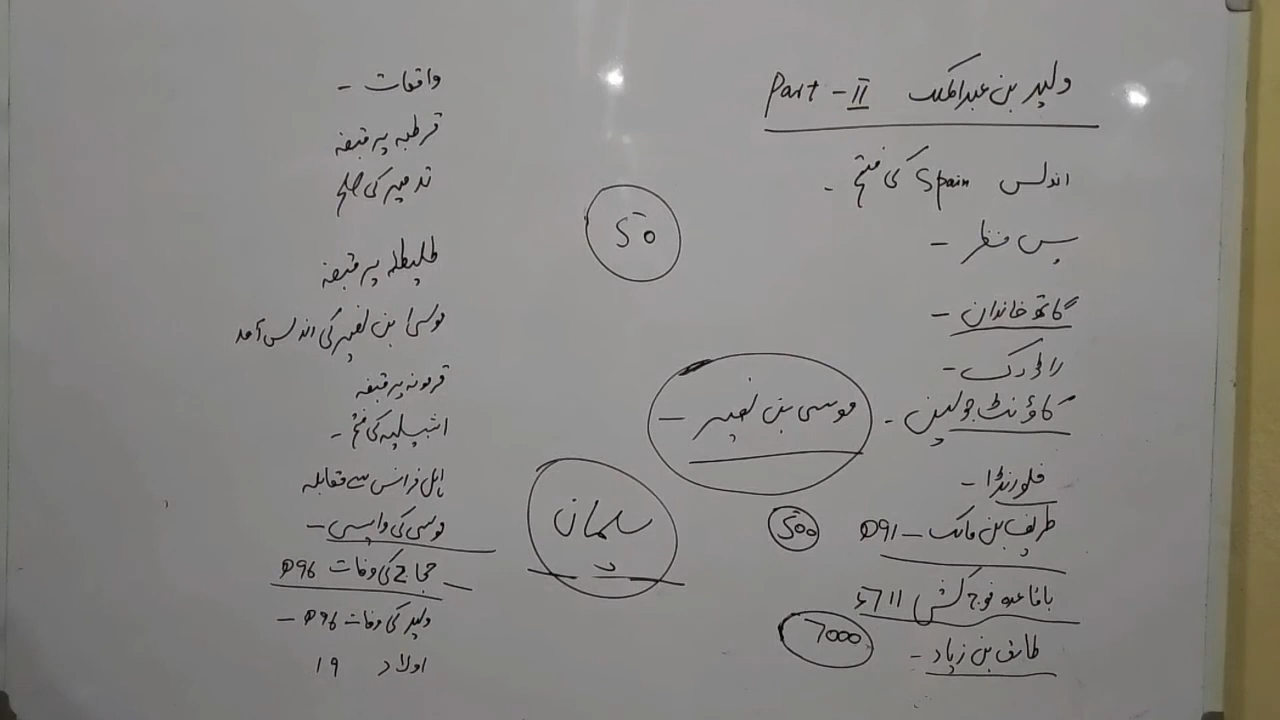 ولید بن عبدالملک Part - II
اندلس Spain کی فتح -
پس منظر -
گاتھ خاندان -
راڈرک -
کاؤنٹ جولین -
فلورنڈا -
طریف بن مالک - 91ھ
500
باقاعدہ فوج کشی 711ء
طارق بن زیاد -
7000
50
موسی بن نصیر -
سلیمان
واقعات -
قرطبہ پر قبضہ
تدمیر کی صلح
طلیطلہ پر قبضہ
موسیٰ بن نصیر کی اندلس آمد
قرمونہ پر قبضہ
اشبیلیہ کی فتح -
اہل فرانس سے مقابلہ
موسی کی واپسی -
حجاج کی وفات 96ھ
ولید کی وفات 96ھ -
اولاد 19